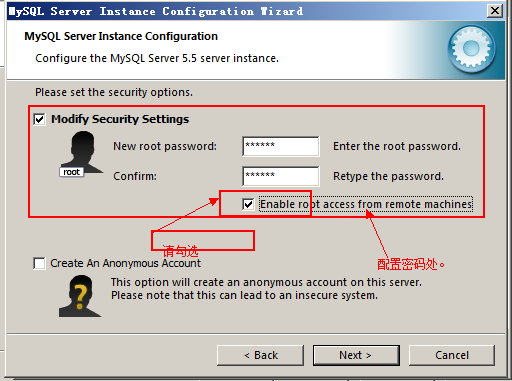 MySQL Server Instance Configuration Wizard
MySQL Server Instance Configuration
Configure the MySQL Server 5.5 server instance.
Please set the security options.
Modify Security Settings
New root password: ****** Enter the root password.
Confirm: ****** Retype the password.
root
Enable root access from remote machines
请勾选
配置密码处。
Create An Anonymous Account
This option will create an anonymous account on this server.
Please note that this can lead to an insecure system.
< Back Next > Cancel